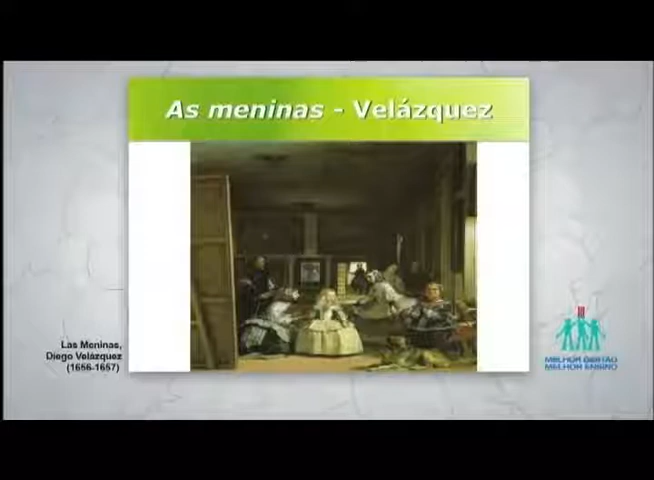 As meninas - Velázquez
Las Meninas,
Diego Velázquez
(1656-1657)
MELHOR GESTÃO
MELHOR ENSINO